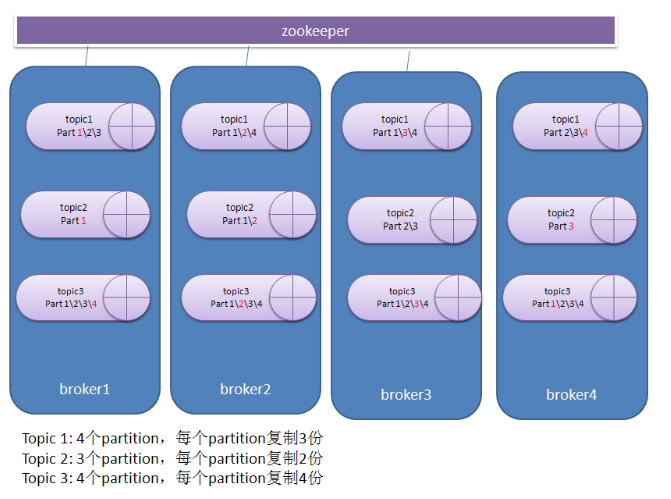 zookeeper
topic1
Part 1\2\3
topic2
Part 1
topic3
Part 1\2\3\4
broker1
topic1
Part 1\2\4
topic2
Part 1\2
topic3
Part 1\2\3\4
broker2
topic1
Part 1\3\4
topic2
Part 2\3
topic3
Part 1\2\3\4
broker3
topic1
Part 2\3\4
topic2
Part 3
topic3
Part 1\2\3\4
broker4
Topic 1: 4个partition，每个partition复制3份
Topic 2: 3个partition，每个partition复制2份
Topic 3: 4个partition，每个partition复制4份